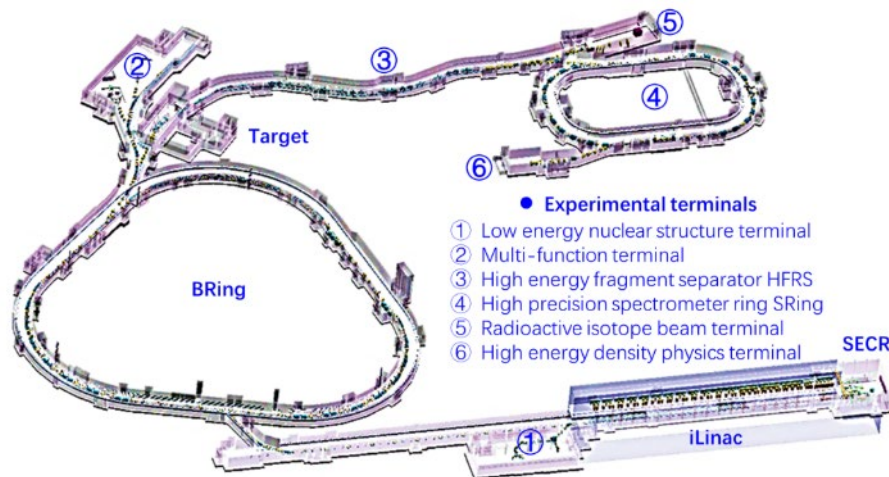 ⑤
②
③
④
Target
⑥
● Experimental terminals
① Low energy nuclear structure terminal
② Multi-function terminal
③ High energy fragment separator HFRS
④ High precision spectrometer ring SRing
⑤ Radioactive isotope beam terminal
⑥ High energy density physics terminal
BRing
SECR
①
iLinac